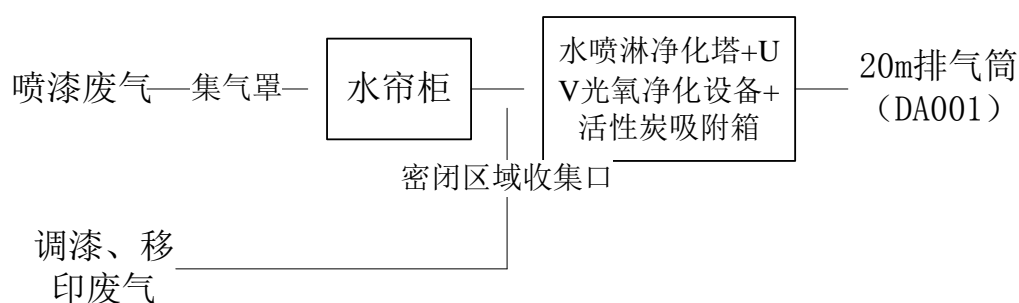 喷漆废气
集气罩
水帘柜
水喷淋净化塔+U
V光氧净化设备+
活性炭吸附箱
20m排气筒
（DA001）
密闭区域收集口
调漆、移
印废气